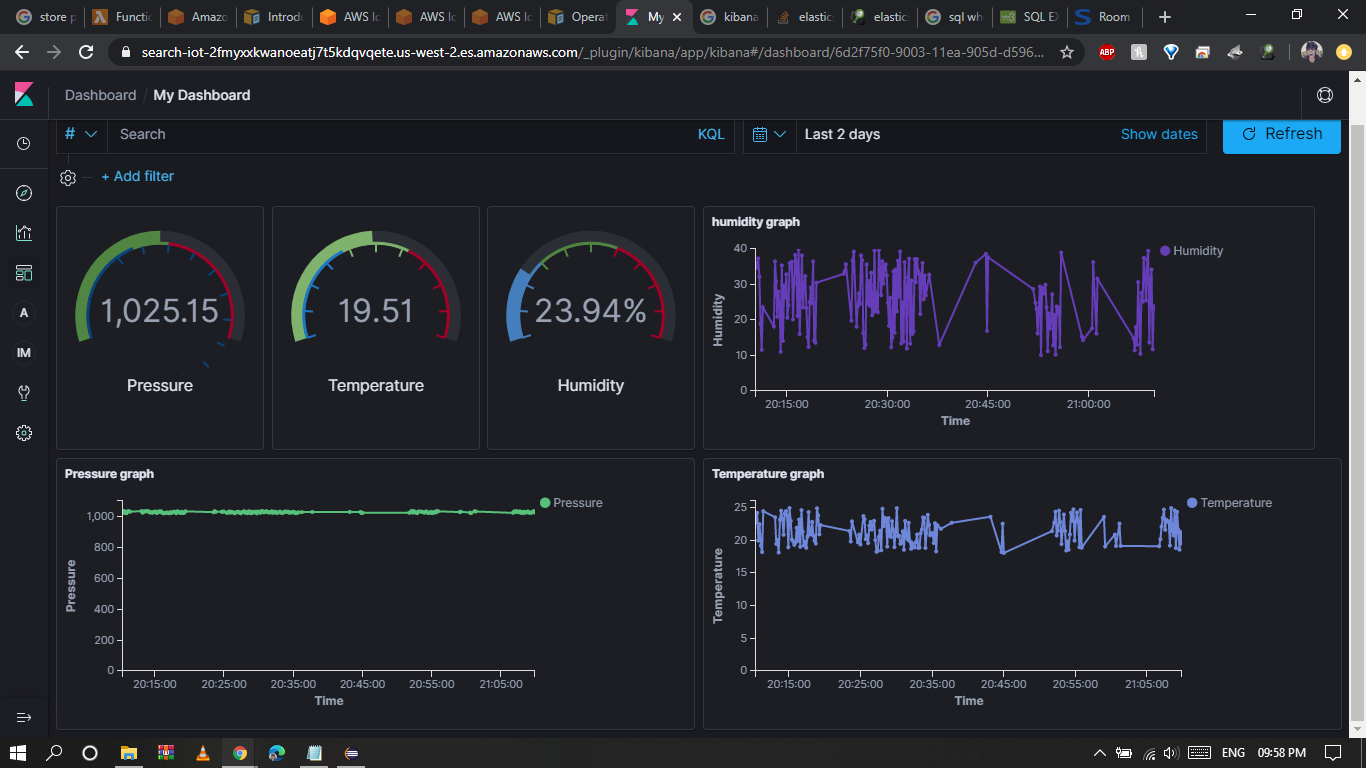 store p
Functi
Amazo
Introdu
AWS Ic
AWS Ic
AWS Ic
Operat
My
kibana
elastics
elastic
sql whe
SQL EX
Room
search-iot-2fmyxxkwanoeatj7t5kdqvqete.us-west-2.es.amazonaws.com/_plugin/kibana/app/kibana#/dashboard/6d2f75f0-9003-11ea-905d-d596...
ABP
Dashboard / My Dashboard
# Search KQL Last 2 days Show dates Refresh
+ Add filter
A
IM
1,025.15
Pressure
19.51
Temperature
23.94%
Humidity
humidity graph
Humidity
40
30
20
10
0
Humidity
20:15:00 20:30:00 20:45:00 21:00:00
Time
Pressure graph
Pressure
1,000
800
600
400
200
0
Pressure
20:15:00 20:25:00 20:35:00 20:45:00 20:55:00 21:05:00
Time
Temperature graph
Temperature
25
20
15
10
5
0
Temperature
20:15:00 20:25:00 20:35:00 20:45:00 20:55:00 21:05:00
Time
ENG 09:58 PM